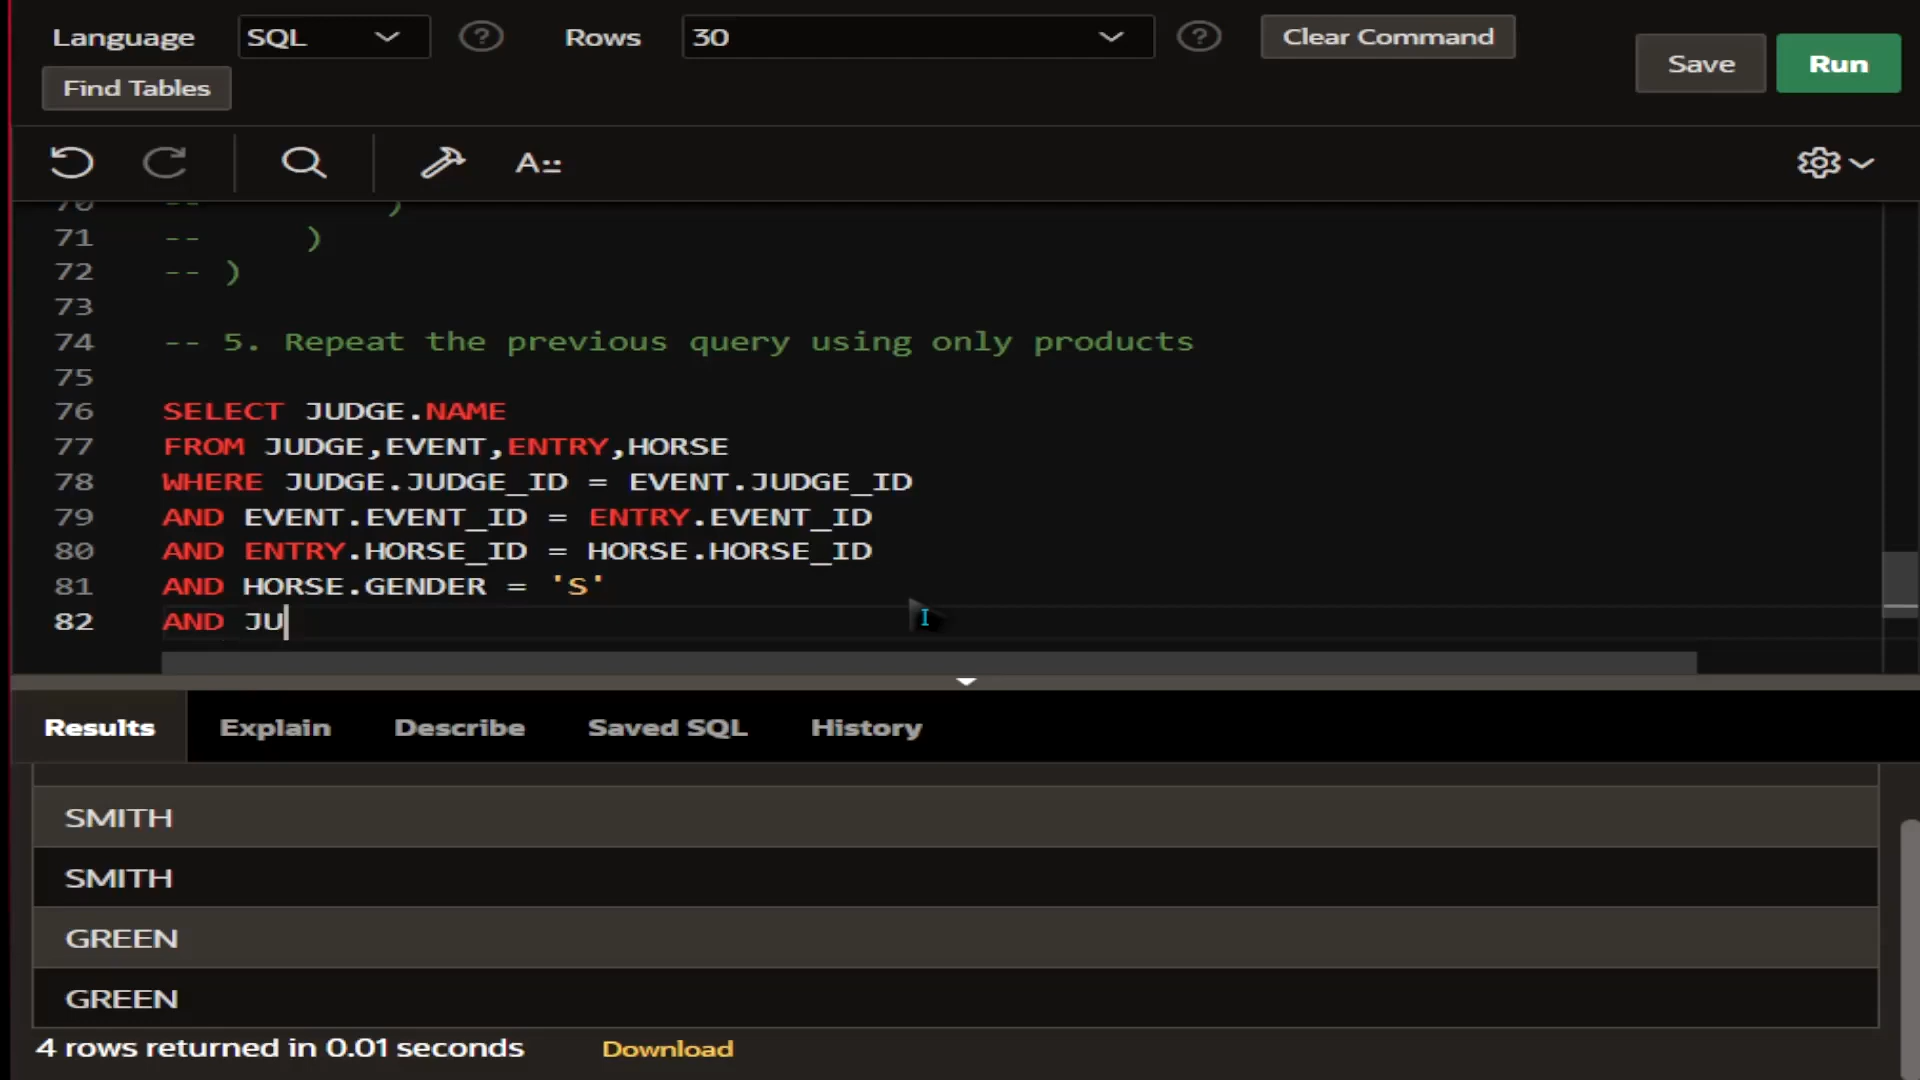 Language SQL Rows 30 Clear Command Save Run
Find Tables
A
70 -- )
71 -- )
72 -- )
73
74 -- 5. Repeat the previous query using only products
75
76 SELECT JUDGE.NAME
77 FROM JUDGE,EVENT,ENTRY,HORSE
78 WHERE JUDGE.JUDGE_ID = EVENT.JUDGE_ID
79 AND EVENT.EVENT_ID = ENTRY.EVENT_ID
80 AND ENTRY.HORSE_ID = HORSE.HORSE_ID
81 AND HORSE.GENDER = 'S'
82 AND JU
Results Explain Describe Saved SQL History
SMITH
SMITH
GREEN
GREEN
4 rows returned in 0.01 seconds Download